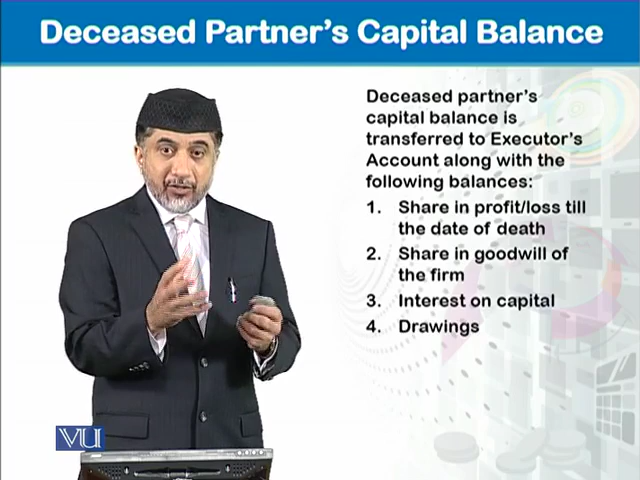 Deceased Partner's Capital Balance
Deceased partner's
capital balance is
transferred to Executor's
Account along with the
following balances:
1. Share in profit/loss till
the date of death
2. Share in goodwill of
the firm
3. Interest on capital
4. Drawings
VU